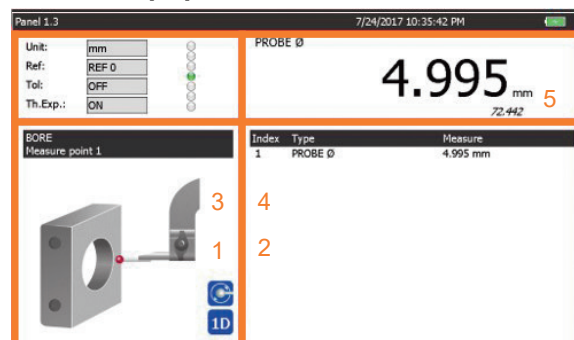 Panel 1.3 7/24/2017 10:35:42 PM
Unit: mm
Ref: REF 0
Tol: OFF
Th.Exp.: ON
PROBE Ø
4.995 mm
5
72.442
BORE
Measure point 1
3
1
1D
Index Type Measure
1 PROBE Ø 4.995 mm
4
2